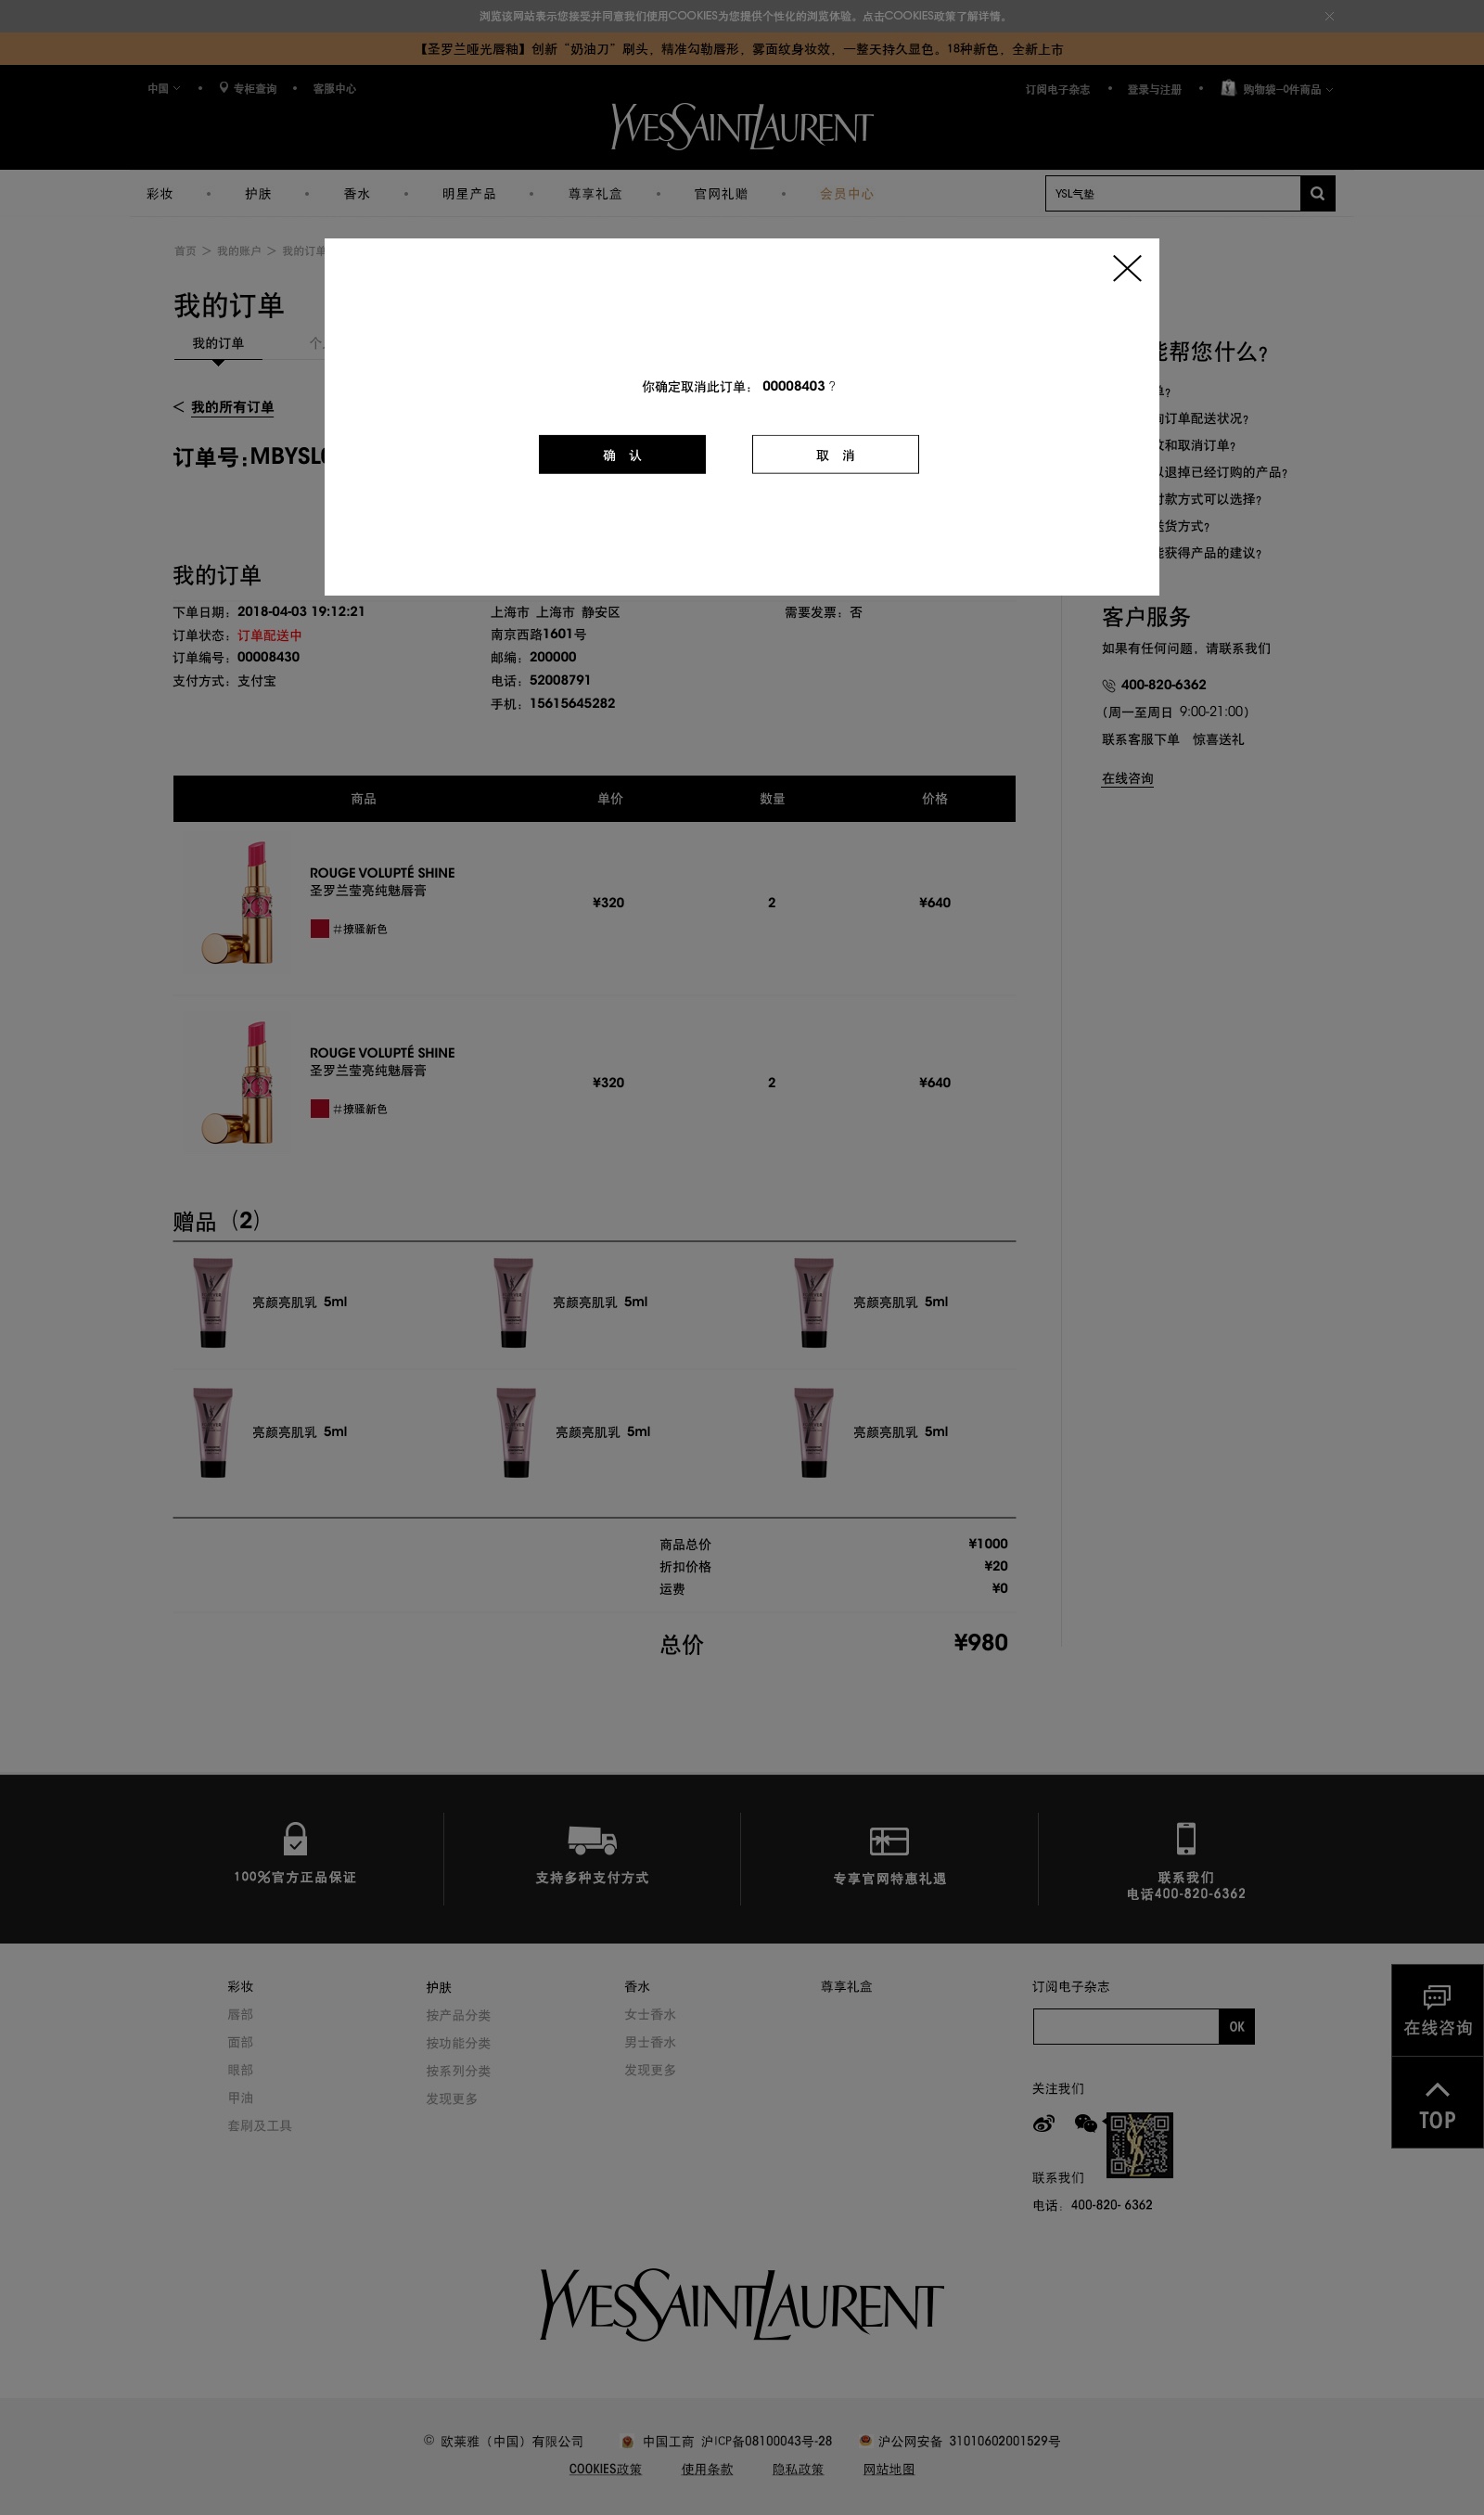 浏览该网站表示您接受并同意我们使用COOKIES为您提供个性化的浏览体验。点击COOKIES政策了解详情。
【圣罗兰哑光唇釉】创新“奶油刀”刷头，精准勾勒唇形，雾面纹身妆效，一整天持久显色。18种新色，全新上市
中国 • 专柜查询 • 客服中心
订阅电子杂志 • 登录与注册 • 购物袋-0件商品
YVESSAINTLAURENT
彩妆 • 护肤 • 香水 • 明星产品 • 尊享礼盒 • 官网礼赠 • 会员中心
YSL气垫
首页 > 我的账户 > 我的订单
我的订单
我的订单
个
< 我的所有订单
订单号:MBYSL
你确定取消此订单： 00008403 ?
确 认
取 消
能帮您什么?
单?
订单配送状况?
和取消订单?
以退掉已经订购的产品?
付款方式可以选择?
送货方式?
能获得产品的建议?
我的订单
下单日期：2018-04-03 19:12:21
订单状态：订单配送中
订单编号：00008430
支付方式：支付宝
上海市 上海市 静安区
南京西路1601号
邮编：200000
电话：52008791
手机：15615645282
需要发票：否
客户服务
如果有任何问题，请联系我们
400-820-6362
(周一至周日 9:00-21:00)
联系客服下单 惊喜送礼
在线咨询
商品 单价 数量 价格
ROUGE VOLUPTÉ SHINE
圣罗兰莹亮纯魅唇膏
#撩骚新色
¥320 2 ¥640
ROUGE VOLUPTÉ SHINE
圣罗兰莹亮纯魅唇膏
#撩骚新色
¥320 2 ¥640
赠品（2）
亮颜亮肌乳 5ml 亮颜亮肌乳 5ml 亮颜亮肌乳 5ml
亮颜亮肌乳 5ml 亮颜亮肌乳 5ml 亮颜亮肌乳 5ml
商品总价 ¥1000
折扣价格 ¥20
运费 ¥0
总价 ¥980
100%官方正品保证
支持多种支付方式
专享官网特惠礼遇
联系我们
电话400-820-6362
彩妆
唇部
面部
眼部
甲油
套刷及工具
护肤
按产品分类
按功能分类
按系列分类
发现更多
香水
女士香水
男士香水
发现更多
尊享礼盒
订阅电子杂志
OK
关注我们
联系我们
电话：400-820- 6362
在线咨询
TOP
YVESSAINTLAURENT
© 欧莱雅（中国）有限公司 中国工商 沪ICP备08100043号-28 沪公网安备 31010602001529号
COOKIES政策 使用条款 隐私政策 网站地图